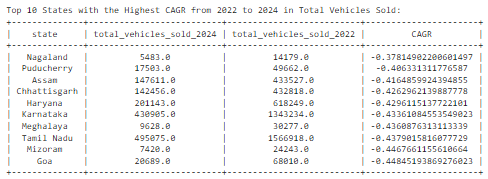 Top 10 States with the Highest CAGR from 2022 to 2024 in Total Vehicles Sold:
state | total_vehicles_sold_2024 | total_vehicles_sold_2022 | CAGR
Nagaland | 5483.0 | 14179.0 | -0.37814902200601497
Puducherry | 17503.0 | 49662.0 | -0.406331311776587
Assam | 147611.0 | 433527.0 | -0.4164859924394855
Chhattisgarh | 142456.0 | 432818.0 | -0.4262962139887778
Haryana | 201143.0 | 618249.0 | -0.4296115137722101
Karnataka | 430905.0 | 1343234.0 | -0.43361084553549023
Meghalaya | 9628.0 | 30277.0 | -0.4360876313113339
Tamil Nadu | 495075.0 | 1566918.0 | -0.4379015816077729
Mizoram | 7420.0 | 24243.0 | -0.4467661155610664
Goa | 20689.0 | 68010.0 | -0.44845193869276023